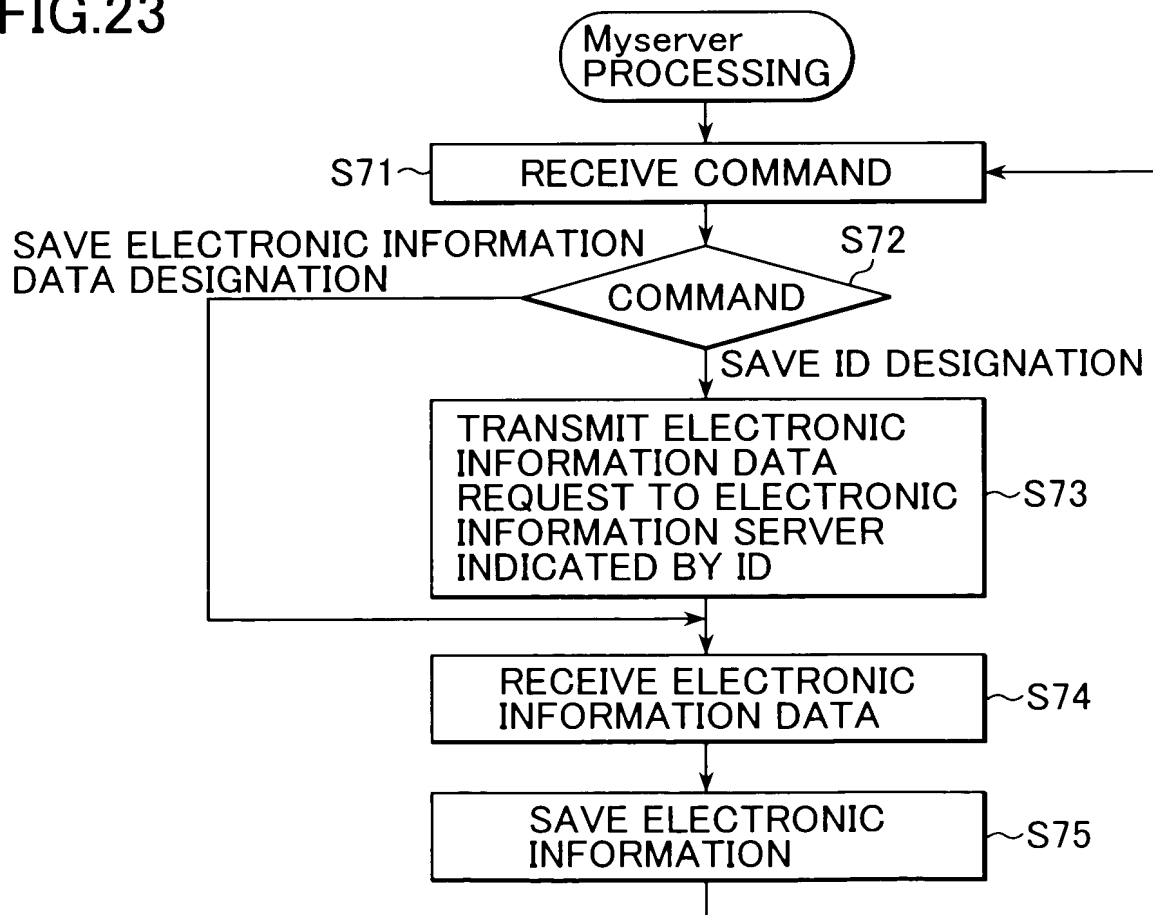 FIG.23
Myserver
PROCESSING
S71
RECEIVE COMMAND
SAVE ELECTRONIC INFORMATION
DATA DESIGNATION
S72
COMMAND
SAVE ID DESIGNATION
TRANSMIT ELECTRONIC
INFORMATION DATA
REQUEST TO ELECTRONIC
INFORMATION SERVER
INDICATED BY ID
S73
RECEIVE ELECTRONIC
INFORMATION DATA
S74
SAVE ELECTRONIC
INFORMATION
S75